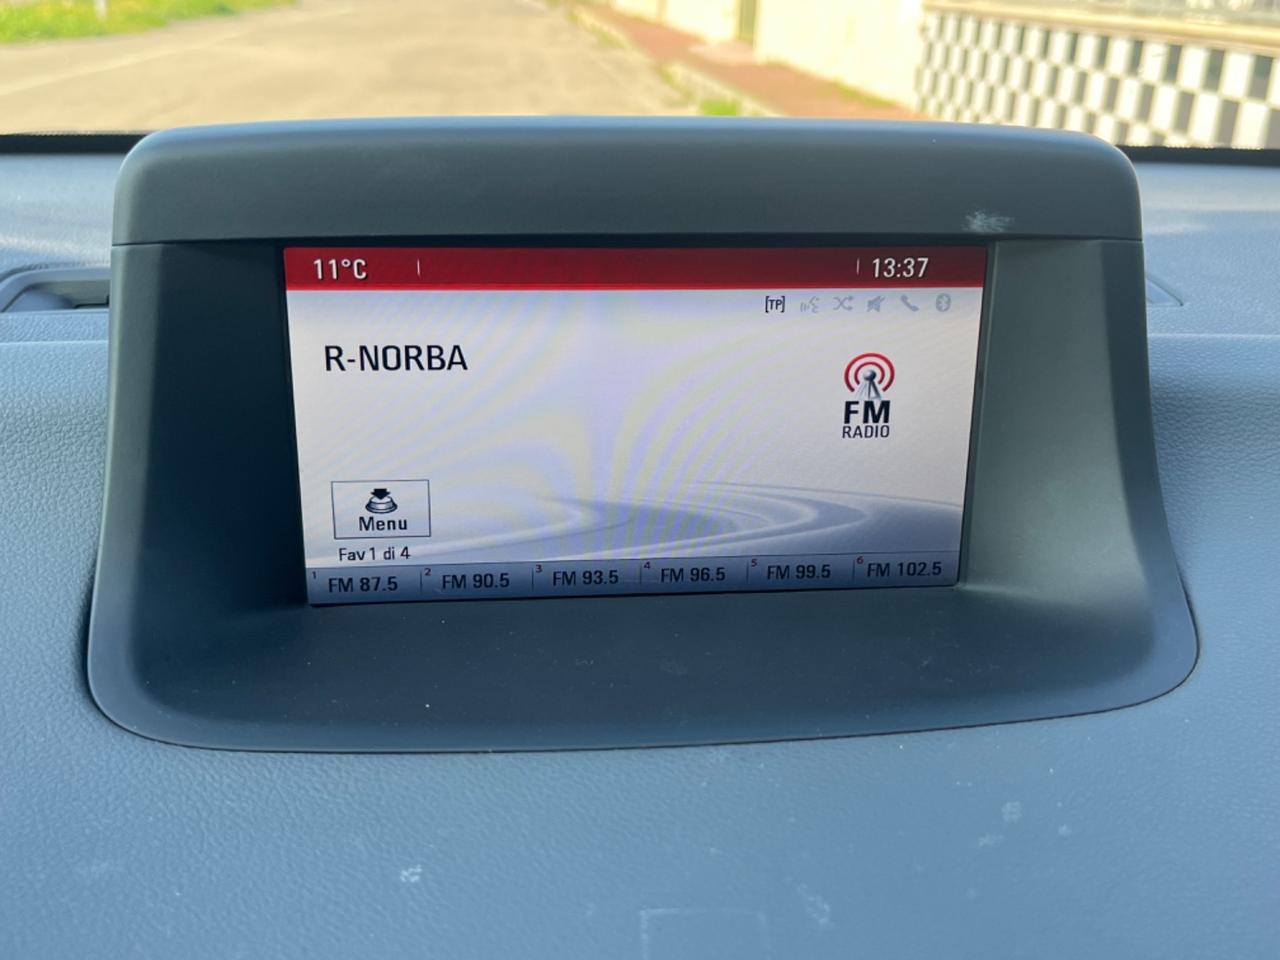 11°C 13:37
[TP]
R-NORBA
FM
RADIO
Menu
Fav 1 di 4
1 FM 87.5 2 FM 90.5 3 FM 93.5 4 FM 96.5 5 FM 99.5 6 FM 102.5